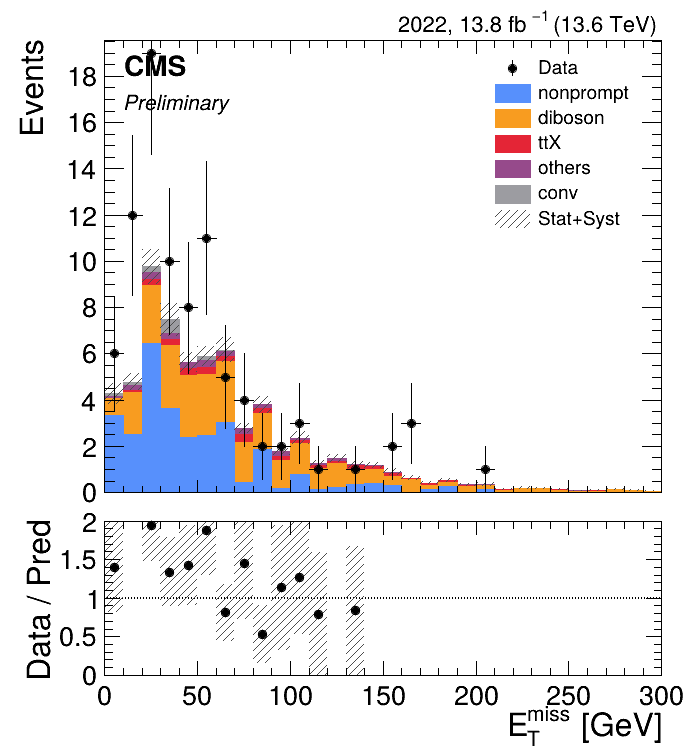 2022, 13.8 fb⁻¹ (13.6 TeV)
CMS
Preliminary
Events
18
16
14
12
10
8
6
4
2
0
Data
nonprompt
diboson
ttX
others
conv
Stat+Syst
Data / Pred
2
1.5
1
0.5
0
0 50 100 150 200 250 300
E_T^miss [GeV]